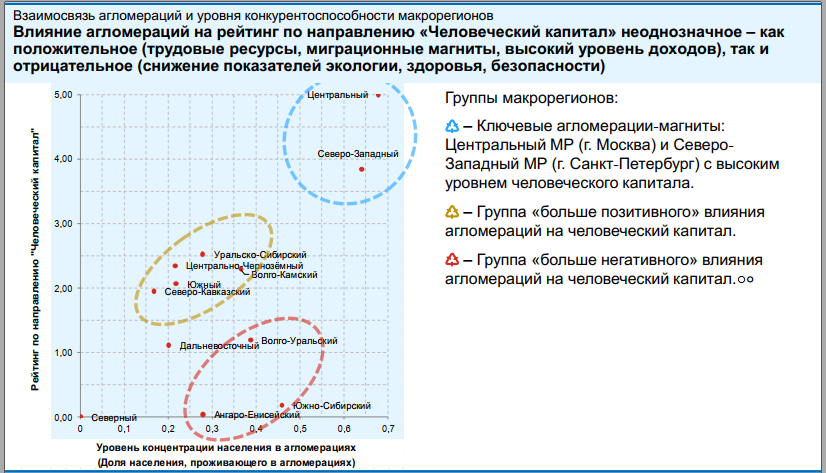 Взаимосвязь агломераций и уровня конкурентоспособности макрорегионов
Влияние агломераций на рейтинг по направлению «Человеческий капитал» неоднозначное – как
положительное (трудовые ресурсы, миграционные магниты, высокий уровень доходов), так и
отрицательное (снижение показателей экологии, здоровья, безопасности)
Рейтинг по направлению "Человеческий капитал"
5,00
4,00
3,00
2,00
1,00
0,00
Центральный
Северо-Западный
Уральско-Сибирский
Центрально-Чернозёмный
Волго-Камский
Южный
Северо-Кавказский
Дальневосточный
Волго-Уральский
Южно-Сибирский
Ангаро-Енисейский
Северный
0 0,1 0,2 0,3 0,4 0,5 0,6 0,7
Уровень концентрации населения в агломерациях
(Доля населения, проживающего в агломерациях)
Группы макрорегионов:
– Ключевые агломерации-магниты:
Центральный МР (г. Москва) и Северо-
Западный МР (г. Санкт-Петербург) с высоким
уровнем человеческого капитала.
– Группа «больше позитивного» влияния
агломераций на человеческий капитал.
– Группа «больше негативного» влияния
агломераций на человеческий капитал.